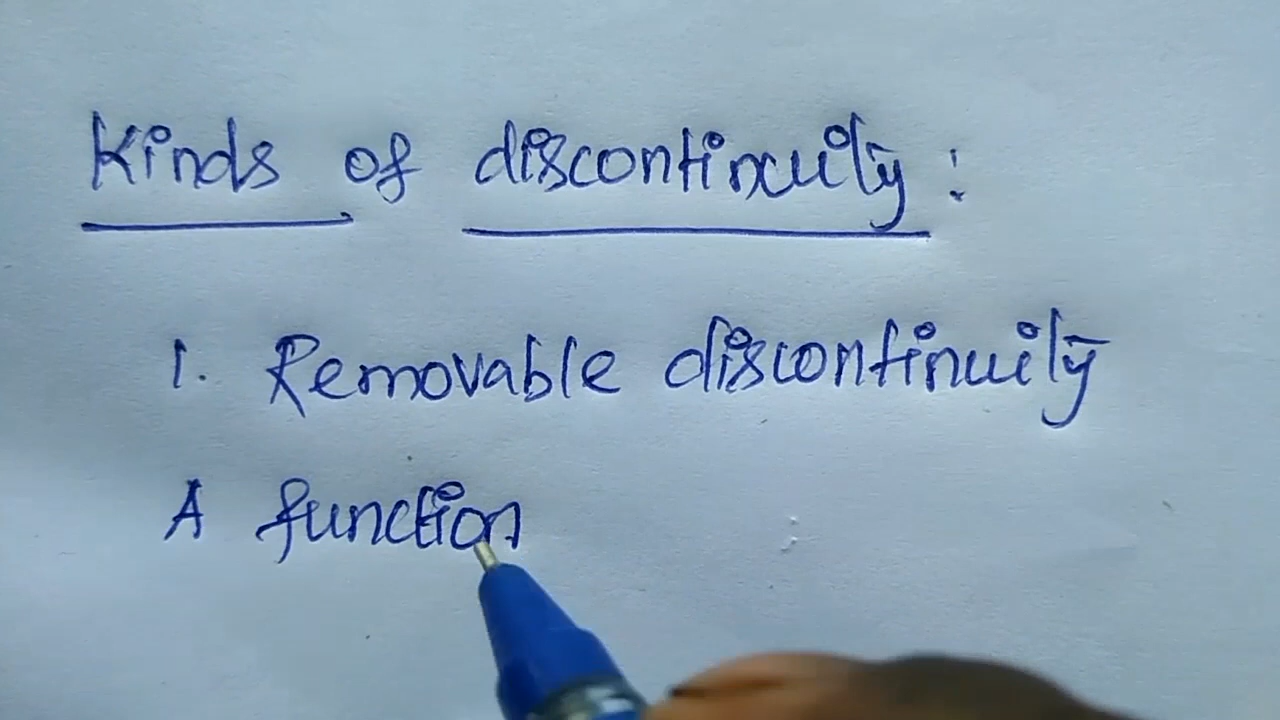 Kinds of discontinuity :
1. Removable discontinuity
A function